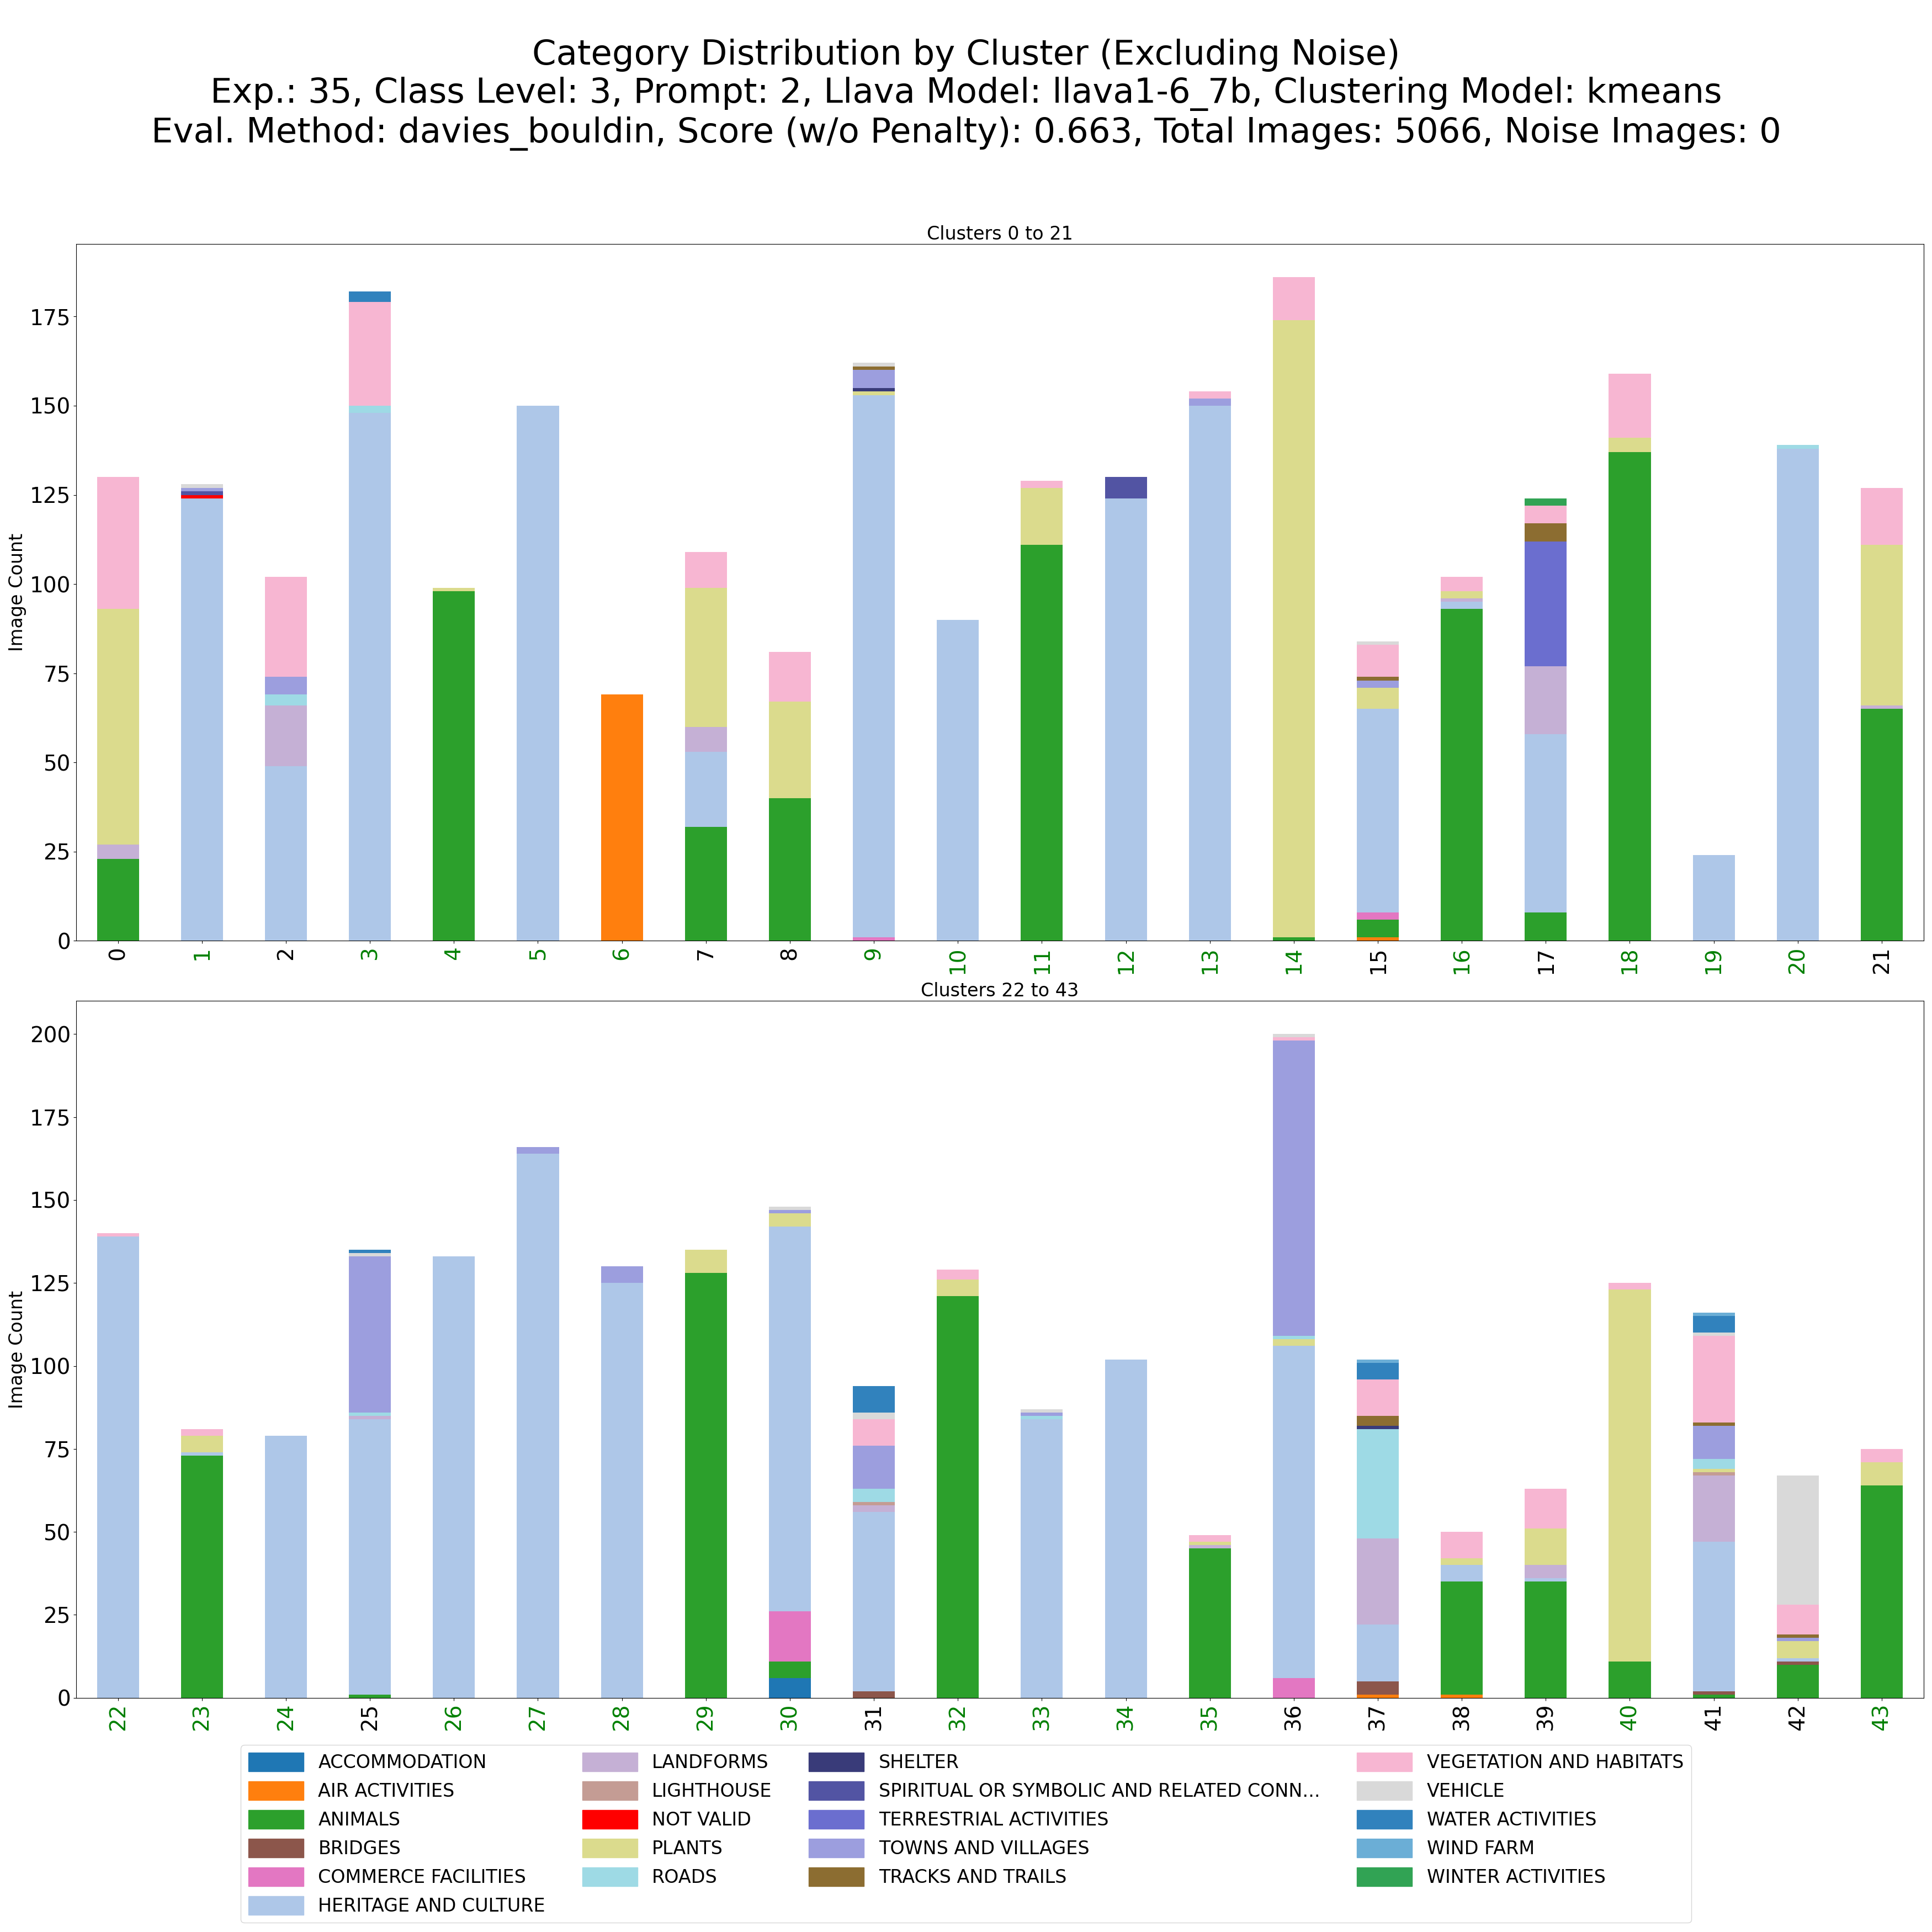 Category Distribution by Cluster (Excluding Noise)
Exp.: 35, Class Level: 3, Prompt: 2, Llava Model: llava1-6_7b, Clustering Model: kmeans
Eval. Method: davies_bouldin, Score (w/o Penalty): 0.663, Total Images: 5066, Noise Images: 0
Clusters 0 to 21
Image Count
175
150
125
100
75
50
25
0
0 1 2 3 4 5 6 7 8 9 10 11 12 13 14 15 16 17 18 19 20 21
Clusters 22 to 43
Image Count
200
175
150
125
100
75
50
25
0
22 23 24 25 26 27 28 29 30 31 32 33 34 35 36 37 38 39 40 41 42 43
ACCOMMODATION
AIR ACTIVITIES
ANIMALS
BRIDGES
COMMERCE FACILITIES
HERITAGE AND CULTURE
LANDFORMS
LIGHTHOUSE
NOT VALID
PLANTS
ROADS
SHELTER
SPIRITUAL OR SYMBOLIC AND RELATED CONN...
TERRESTRIAL ACTIVITIES
TOWNS AND VILLAGES
TRACKS AND TRAILS
VEGETATION AND HABITATS
VEHICLE
WATER ACTIVITIES
WIND FARM
WINTER ACTIVITIES